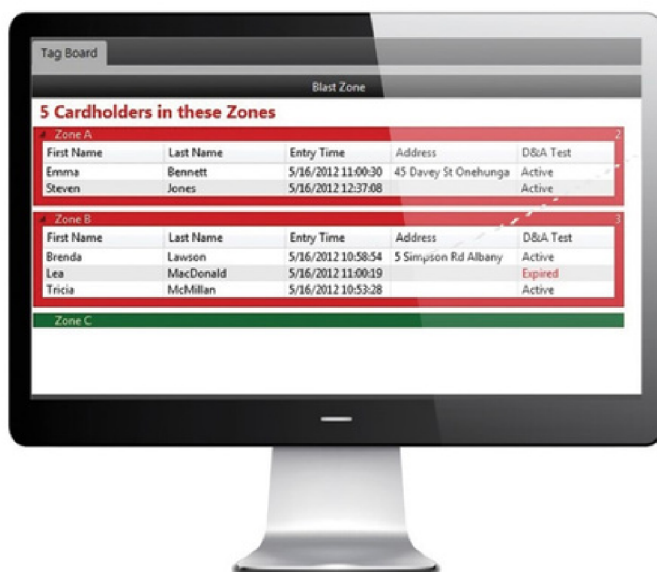 Tag Board
Blast Zone
5 Cardholders in these Zones
Zone A 2
First Name Last Name Entry Time Address D&A Test
Emma Bennett 5/16/2012 11:00:30 45 Davey St Onehunga Active
Steven Jones 5/16/2012 12:37:08 Active
Zone B 3
First Name Last Name Entry Time Address D&A Test
Brenda Lawson 5/16/2012 10:58:54 5 Simpson Rd Albany Active
Lea MacDonald 5/16/2012 11:00:19 Expired
Tricia McMillan 5/16/2012 10:53:28 Active
Zone C